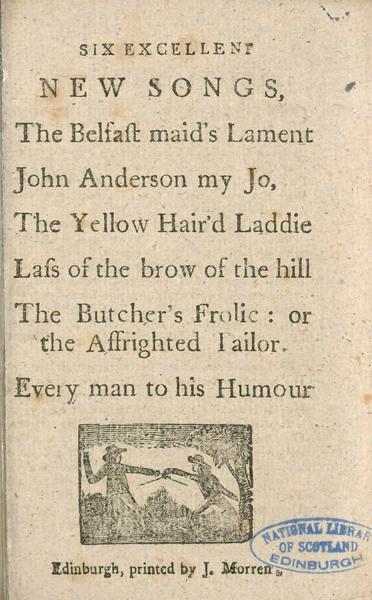 SIX EXCELLENT
NEW SONGS,
The Belfaſt maid's Lament
John Anderson my Jo,
The Yellow Hair'd Laddie
Laſs of the brow of the hill
The Butcher's Frolic : or
the Affrighted Tailor.
Every man to his Humour
NATIONAL LIBRARY
OF SCOTLAND
EDINBURGH
Edinburgh, printed by J. Morren.